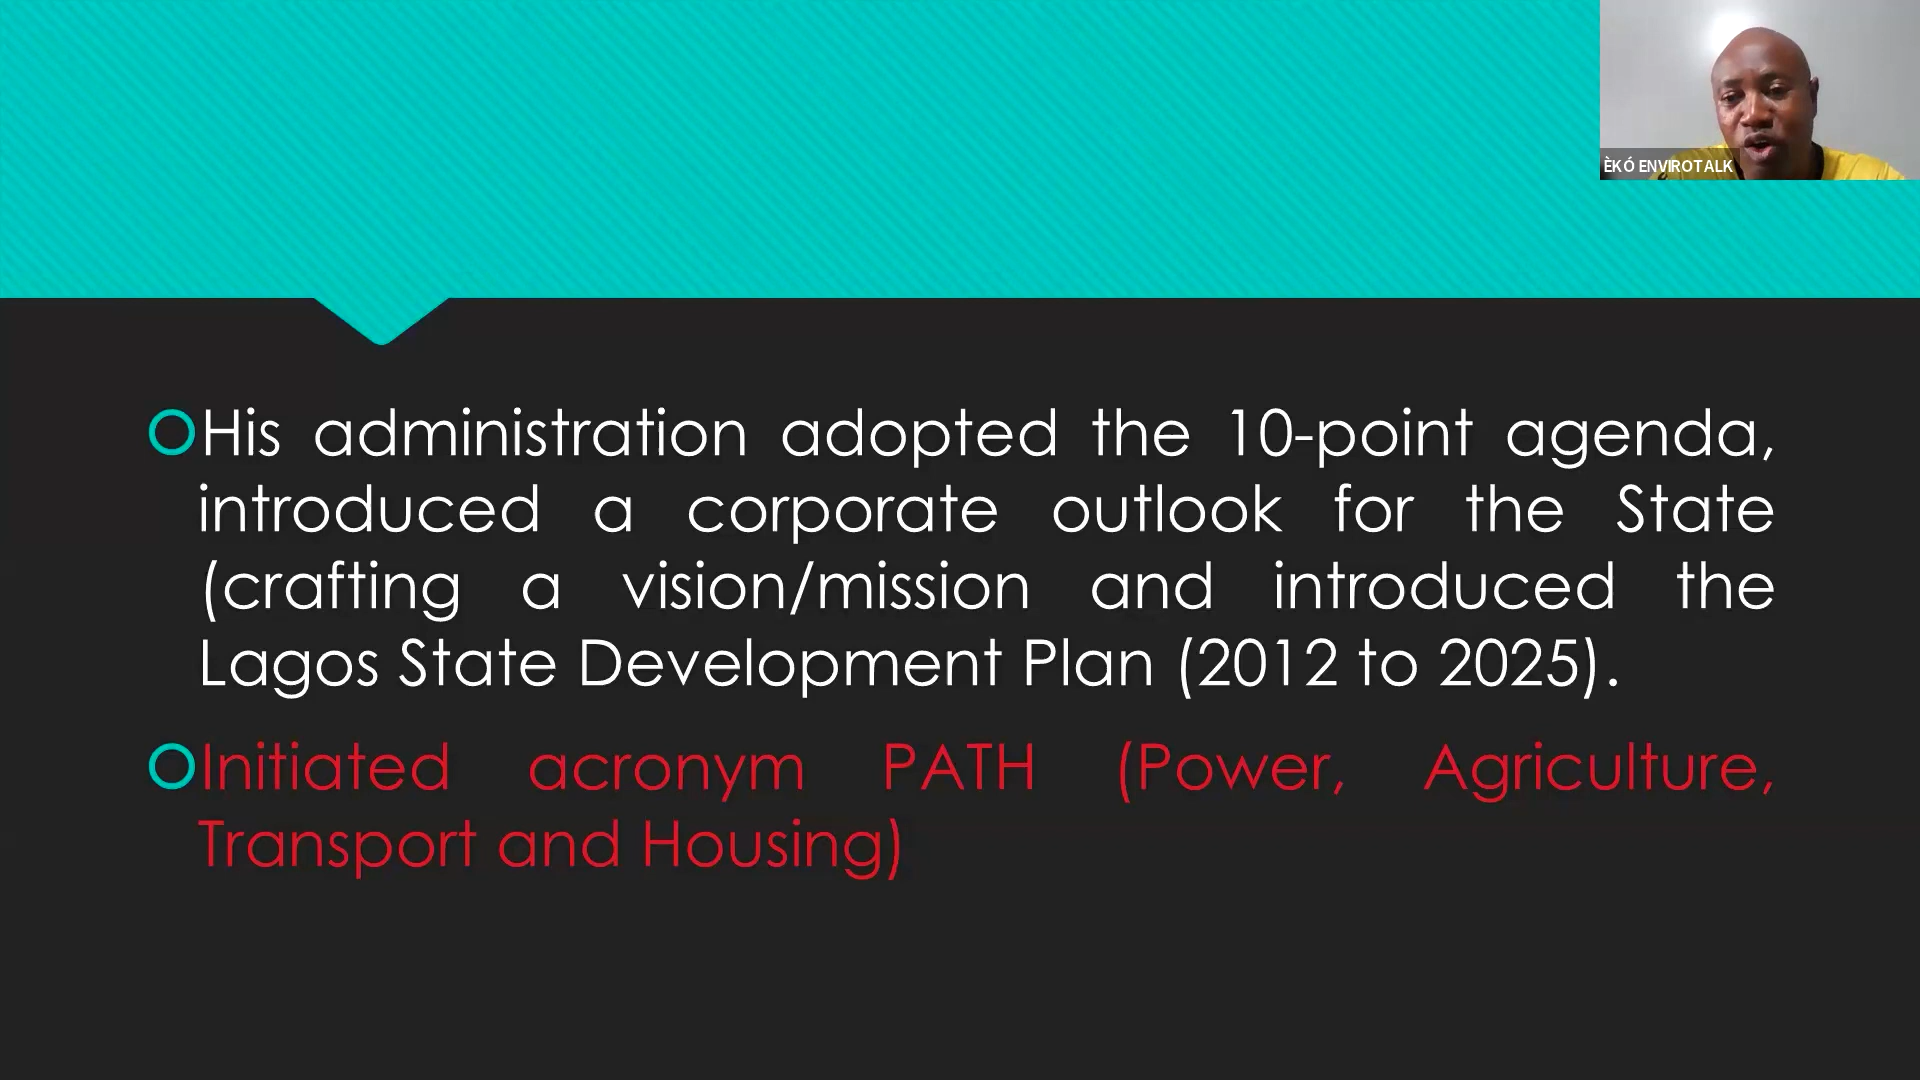 ÈKÓ ENVIROTALK
His administration adopted the 10-point agenda,
introduced a corporate outlook for the State
(crafting a vision/mission and introduced the
Lagos State Development Plan (2012 to 2025).
Initiated acronym PATH (Power, Agriculture,
Transport and Housing)